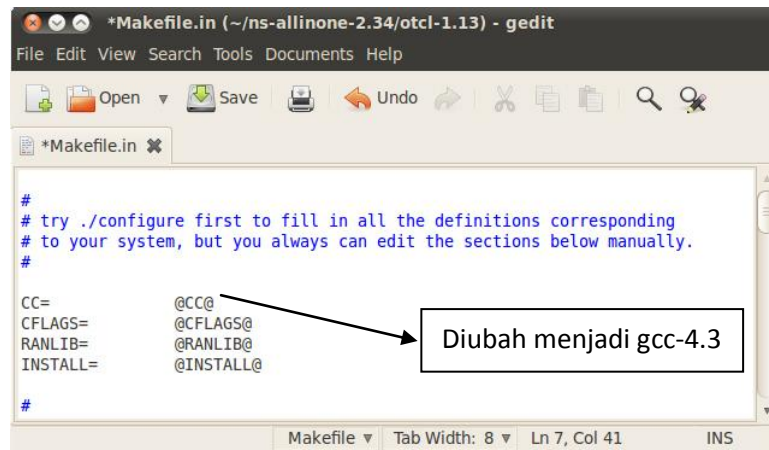 *Makefile.in (~/ns-allinone-2.34/otcl-1.13) - gedit
File Edit View Search Tools Documents Help
Open Save Undo
*Makefile.in
#
# try ./configure first to fill in all the definitions corresponding
# to your system, but you always can edit the sections below manually.
#
CC= @CC@
CFLAGS= @CFLAGS@
RANLIB= @RANLIB@
INSTALL= @INSTALL@
#
Diubah menjadi gcc-4.3
Makefile Tab Width: 8 Ln 7, Col 41 INS